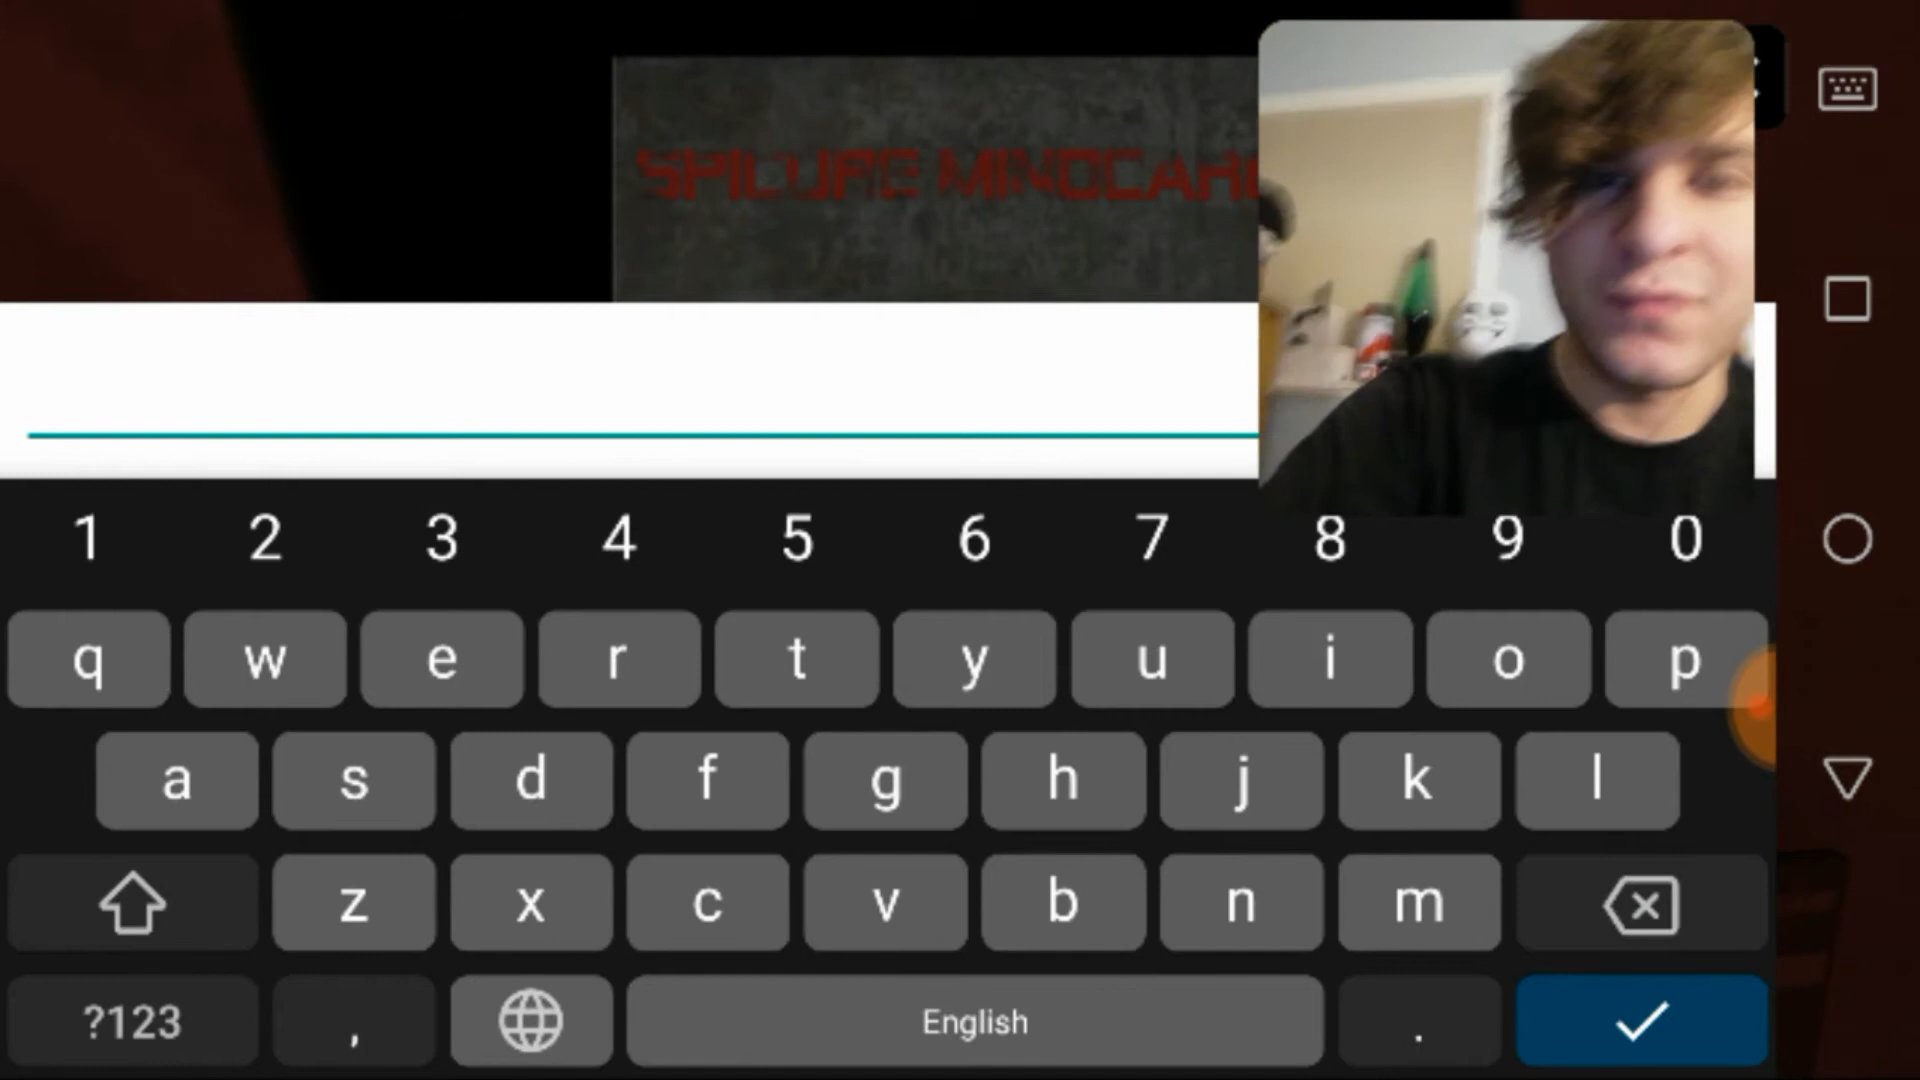 1 2 3 4 5 6 7 8 9 0
q w e r t y u i o p
a s d f g h j k l
z x c v b n m
?123 , English .